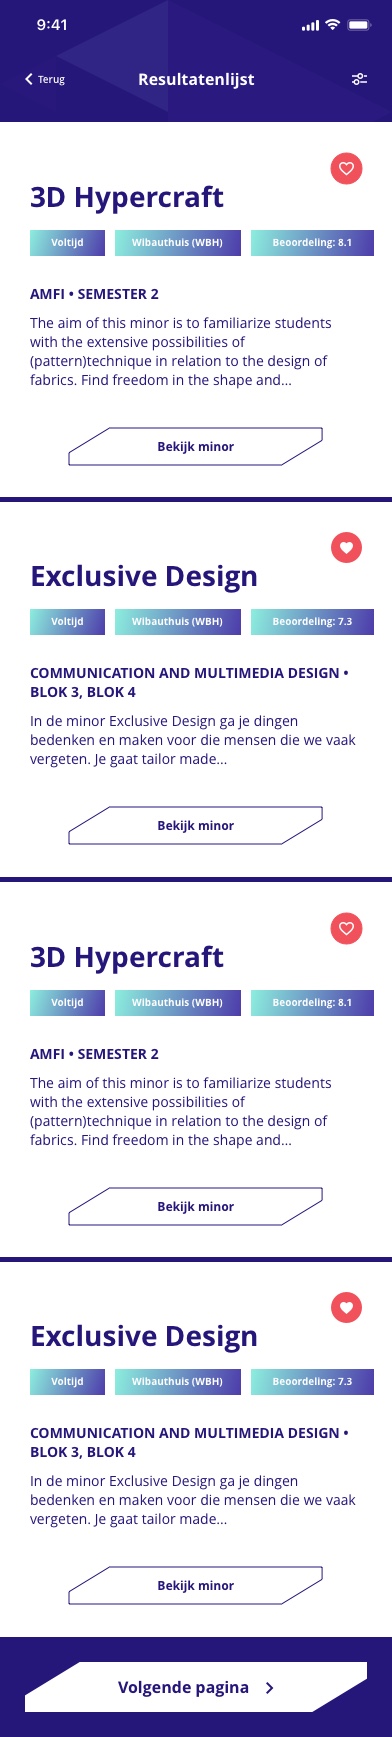 9:41
Terug
Resultatenlijst
3D Hypercraft
Voltijd
Wibauthuis (WBH)
Beoordeling: 8.1
AMFI • SEMESTER 2
The aim of this minor is to familiarize students
with the extensive possibilities of
(pattern)technique in relation to the design of
fabrics. Find freedom in the shape and...
Bekijk minor
Exclusive Design
Voltijd
Wibauthuis (WBH)
Beoordeling: 7.3
COMMUNICATION AND MULTIMEDIA DESIGN •
BLOK 3, BLOK 4
In de minor Exclusive Design ga je dingen
bedenken en maken voor die mensen die we vaak
vergeten. Je gaat tailor made...
Bekijk minor
3D Hypercraft
Voltijd
Wibauthuis (WBH)
Beoordeling: 8.1
AMFI • SEMESTER 2
The aim of this minor is to familiarize students
with the extensive possibilities of
(pattern)technique in relation to the design of
fabrics. Find freedom in the shape and...
Bekijk minor
Exclusive Design
Voltijd
Wibauthuis (WBH)
Beoordeling: 7.3
COMMUNICATION AND MULTIMEDIA DESIGN •
BLOK 3, BLOK 4
In de minor Exclusive Design ga je dingen
bedenken en maken voor die mensen die we vaak
vergeten. Je gaat tailor made...
Bekijk minor
Volgende pagina